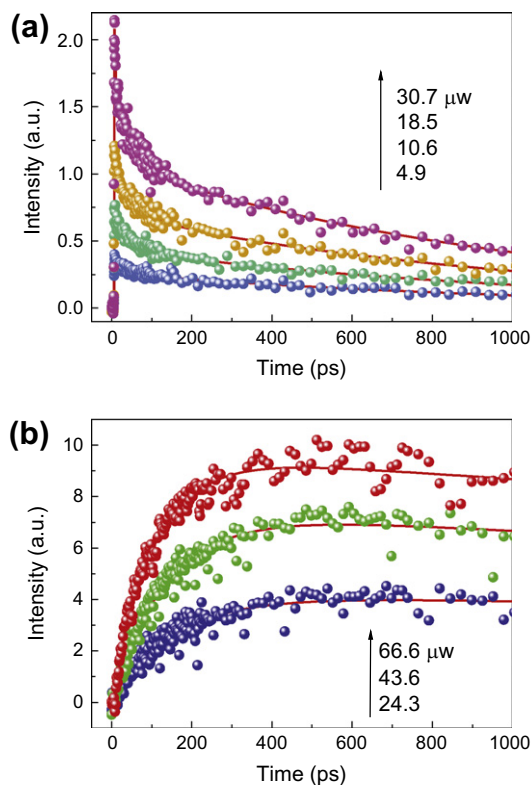 (a)
2.0
1.5
1.0
0.5
0.0
Intensity (a.u.)
30.7 μw
18.5
10.6
4.9
0 200 400 600 800 1000
Time (ps)
(b)
10
8
6
4
2
0
Intensity (a.u.)
66.6 μw
43.6
24.3
0 200 400 600 800 1000
Time (ps)